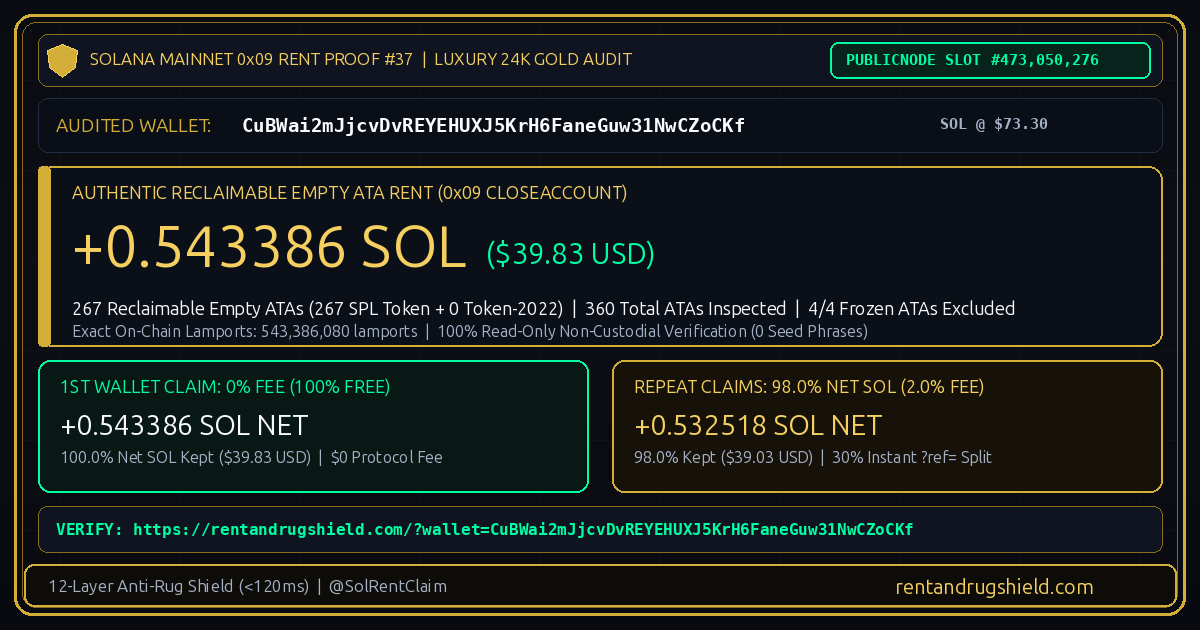 SOLANA MAINNET 0x09 RENT PROOF #37 | LUXURY 24K GOLD AUDIT
PUBLICNODE SLOT #473,050,276
AUDITED WALLET: CuBWai2mJjcvDvREYEHUXJ5KrH6FaneGuw31NwCZoCKf
SOL @ $73.30
AUTHENTIC RECLAIMABLE EMPTY ATA RENT (0x09 CLOSEACCOUNT)
+0.543386 SOL ($39.83 USD)
267 Reclaimable Empty ATAs (267 SPL Token + 0 Token-2022) | 360 Total ATAs Inspected | 4/4 Frozen ATAs Excluded
Exact On-Chain Lamports: 543,386,080 lamports | 100% Read-Only Non-Custodial Verification (0 Seed Phrases)
1ST WALLET CLAIM: 0% FEE (100% FREE)
+0.543386 SOL NET
100.0% Net SOL Kept ($39.83 USD) | $0 Protocol Fee
REPEAT CLAIMS: 98.0% NET SOL (2.0% FEE)
+0.532518 SOL NET
98.0% Kept ($39.03 USD) | 30% Instant ?ref= Split
VERIFY: https://rentandrugshield.com/?wallet=CuBWai2mJjcvDvREYEHUXJ5KrH6FaneGuw31NwCZoCKf
12-Layer Anti-Rug Shield (<120ms) | @SolRentClaim
rentandrugshield.com